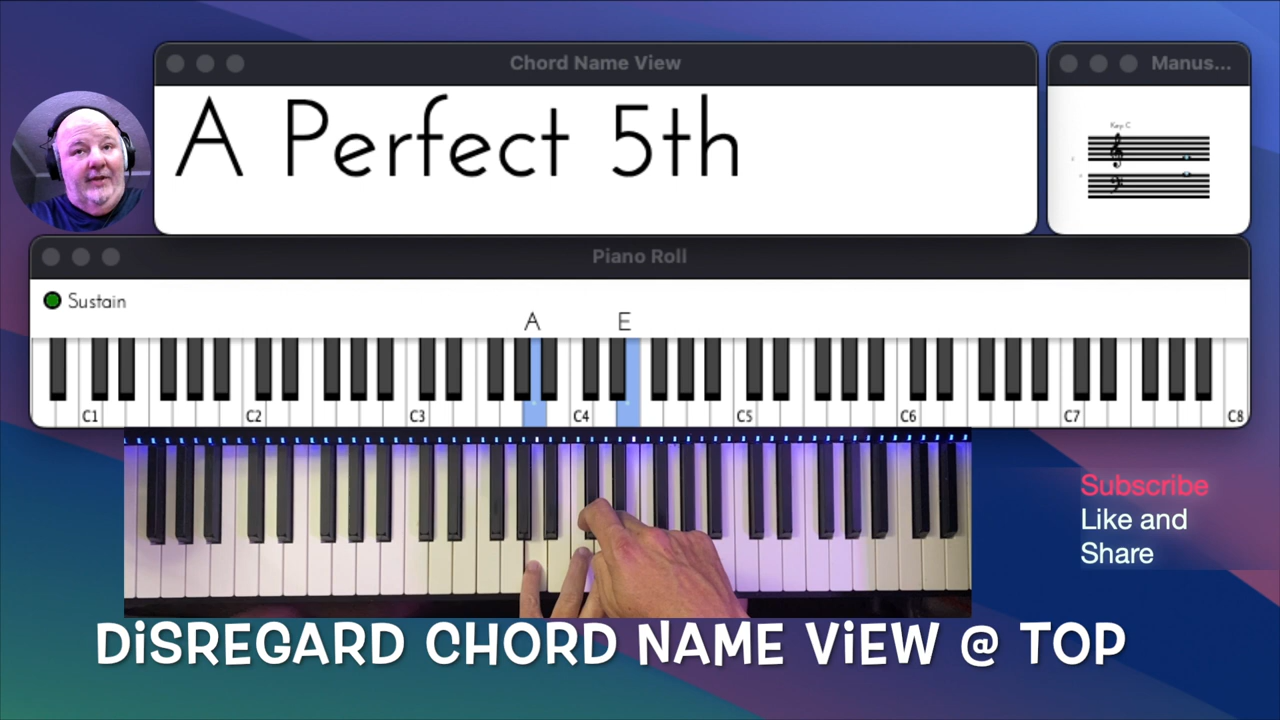 Chord Name View
Manus...
A Perfect 5th
Key C
Piano Roll
Sustain
A E
C1 C2 C3 C4 C5 C6 C7 C8
Subscribe
Like and
Share
DiSREGARD CHORD NAME ViEW @ TOP